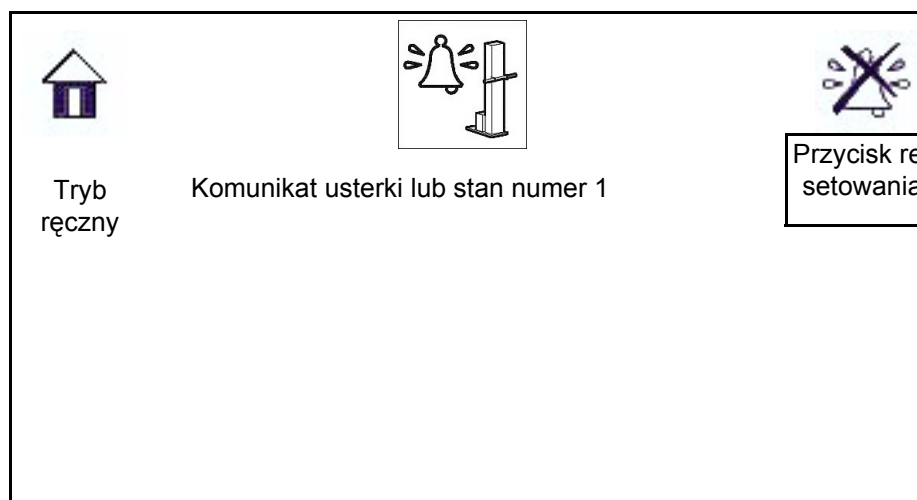 Tryb
ręczny
Komunikat usterki lub stan numer 1
Przycisk re
setowania